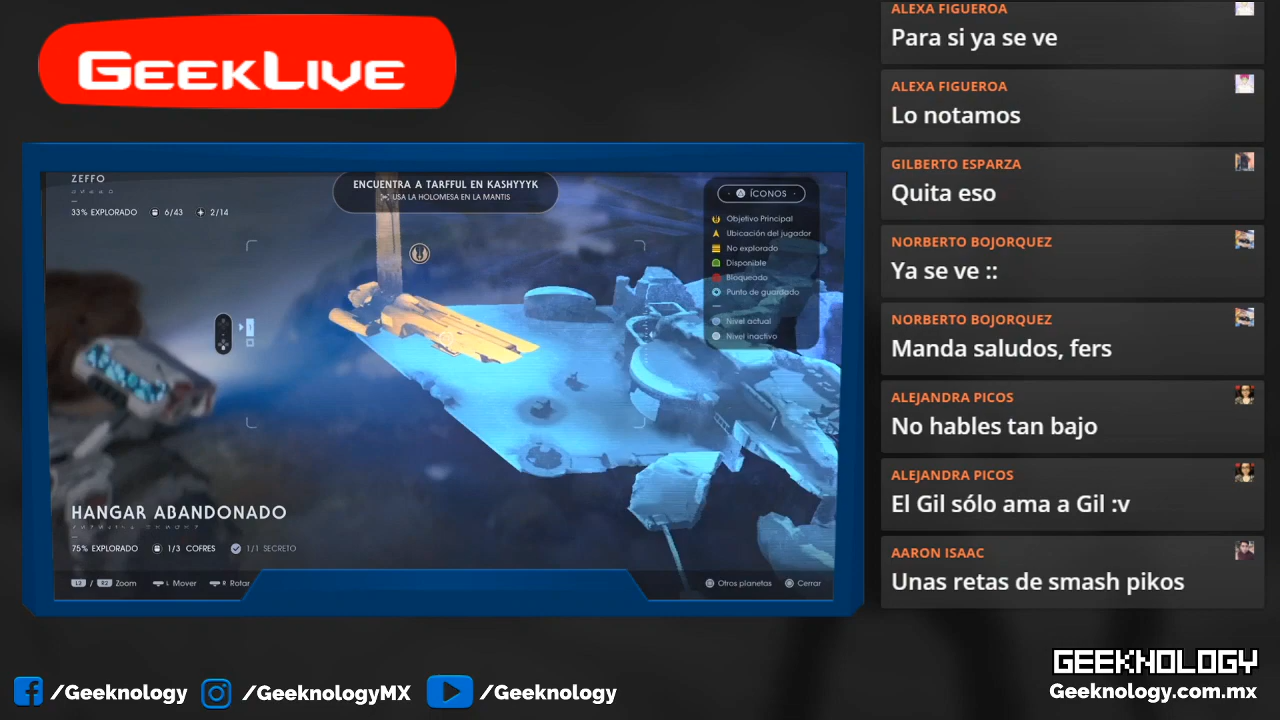 GEEKLIVE
ZEFFO
33% EXPLORADO 6/43 2/14
ENCUENTRA A TARFFUL EN KASHYYYK
USA LA HOLOMESA EN LA MANTIS
ÍCONOS
Objetivo Principal
Ubicación del jugador
No explorado
Disponible
Bloqueado
Punto de guardado
Nivel actual
Nivel inactivo
HANGAR ABANDONADO
75% EXPLORADO 1/3 COFRES 1/1 SECRETO
L2 / R2 Zoom L Mover R Rotar
Otros planetas Cerrar
ALEXA FIGUEROA
Para si ya se ve
ALEXA FIGUEROA
Lo notamos
GILBERTO ESPARZA
Quita eso
NORBERTO BOJORQUEZ
Ya se ve ::
NORBERTO BOJORQUEZ
Manda saludos, fers
ALEJANDRA PICOS
No hables tan bajo
ALEJANDRA PICOS
El Gil sólo ama a Gil :v
AARON ISAAC
Unas retas de smash pikos
/Geeknology /GeeknologyMX /Geeknology
GEEKNOLOGY
Geeknology.com.mx